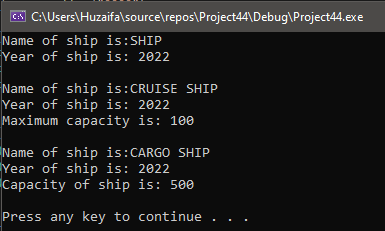 C:\Users\Huzaifa\source\repos\Project44\Debug\Project44.exe
Name of ship is:SHIP
Year of ship is: 2022
Name of ship is:CRUISE SHIP
Year of ship is: 2022
Maximum capacity is: 100
Name of ship is:CARGO SHIP
Year of ship is: 2022
Capacity of ship is: 500
Press any key to continue . . .